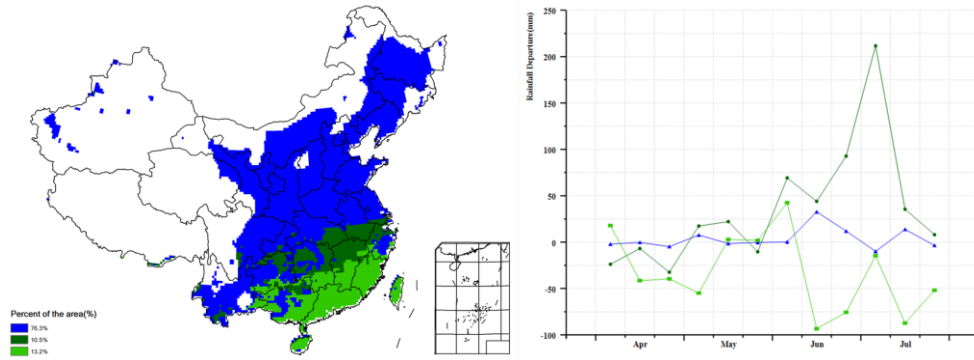 Percent of the area(%)
76.3%
10.5%
13.2%
Rainfall Departure(mm)
250
200
150
100
50
0
-50
-100
Apr
May
Jun
Jul